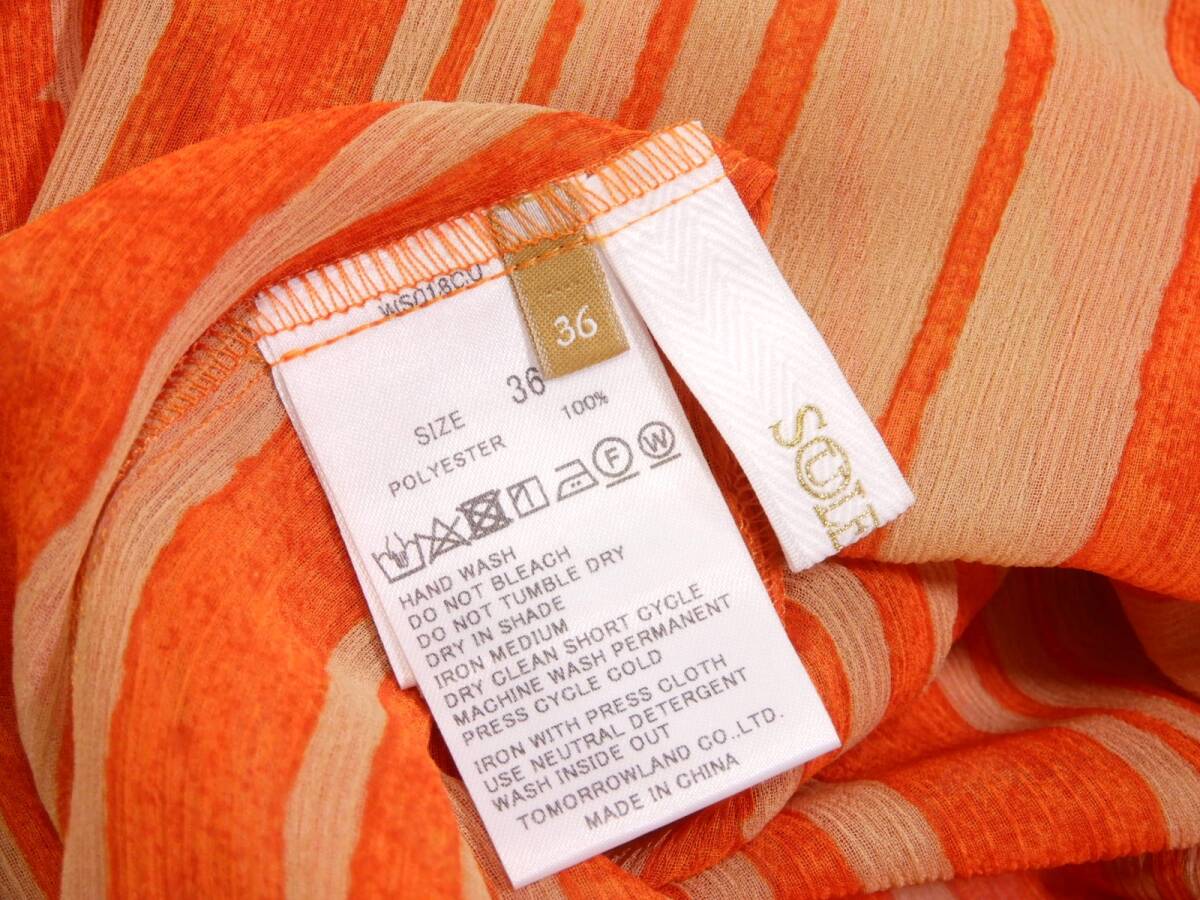 36
SIZE 36
POLYESTER 100%
F W
HAND WASH
DO NOT BLEACH
DO NOT TUMBLE DRY
DRY IN SHADE
IRON MEDIUM
DRY CLEAN SHORT CYCLE
MACHINE WASH PERMANENT
PRESS CYCLE COLD
IRON WITH PRESS CLOTH
USE NEUTRAL DETERGENT
WASH INSIDE OUT
TOMORROWLAND CO.,LTD.
MADE IN CHINA